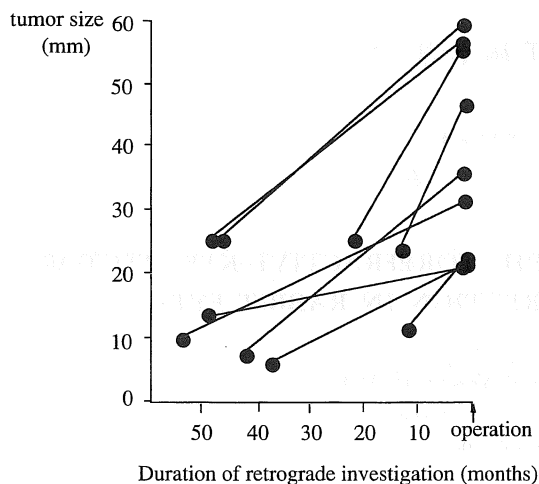 tumor size
(mm)
60
50
40
30
20
10
0
50 40 30 20 10 operation
Duration of retrograde investigation (months)